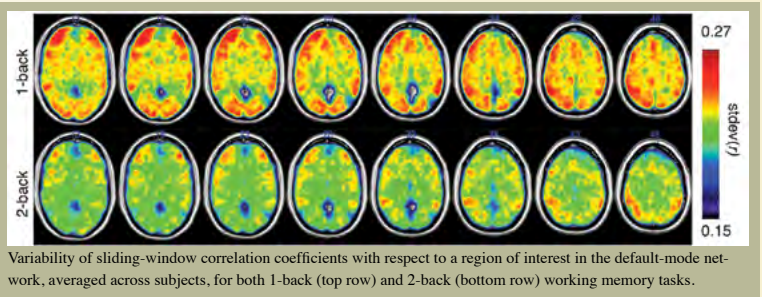 0.27
1-back
stdev(r)
2-back
0.15
Variability of sliding-window correlation coefficients with respect to a region of interest in the default-mode net-
work, averaged across subjects, for both 1-back (top row) and 2-back (bottom row) working memory tasks.